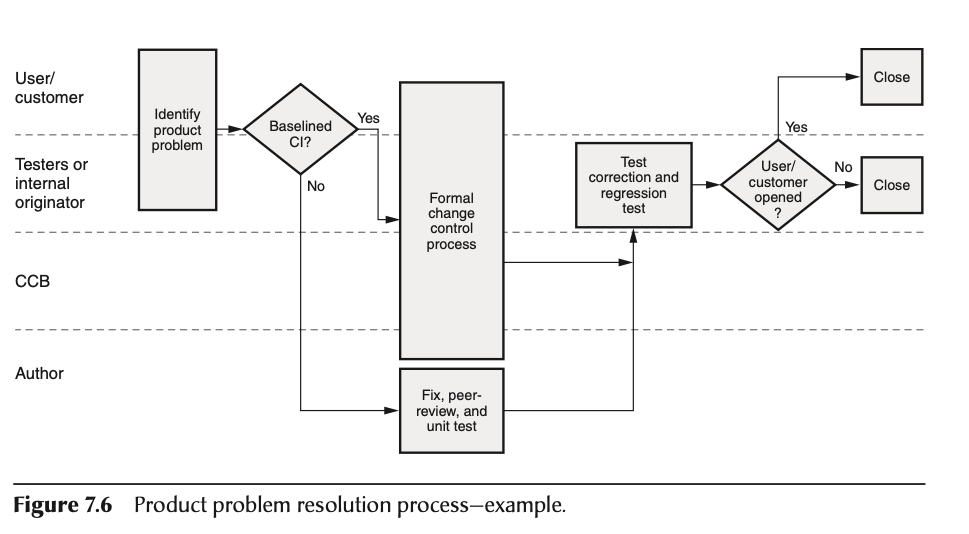 User/
customer
Identify
product
problem
Baselined
CI?
Yes
No
Testers or
internal
originator
Formal
change
control
process
Test
correction and
regression
test
User/
customer
opened
?
Yes
Close
No
Close
CCB
Author
Fix, peer-
review, and
unit test
Figure 7.6 Product problem resolution process—example.